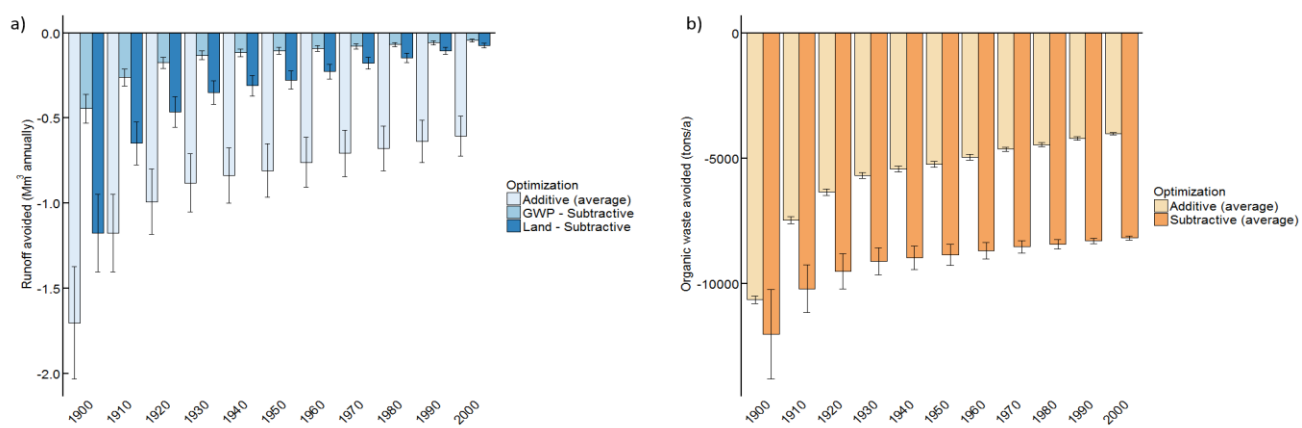 a)
0.0
-0.5
-1.0
-1.5
-2.0
Runoff avoided (Mm³ annually)
Optimization
Additive (average)
GWP - Subtractive
Land - Subtractive
1900 1910 1920 1930 1940 1950 1960 1970 1980 1990 2000
b)
0
-5000
-10000
Organic waste avoided (tons/a)
Optimization
Additive (average)
Subtractive (average)
1900 1910 1920 1930 1940 1950 1960 1970 1980 1990 2000